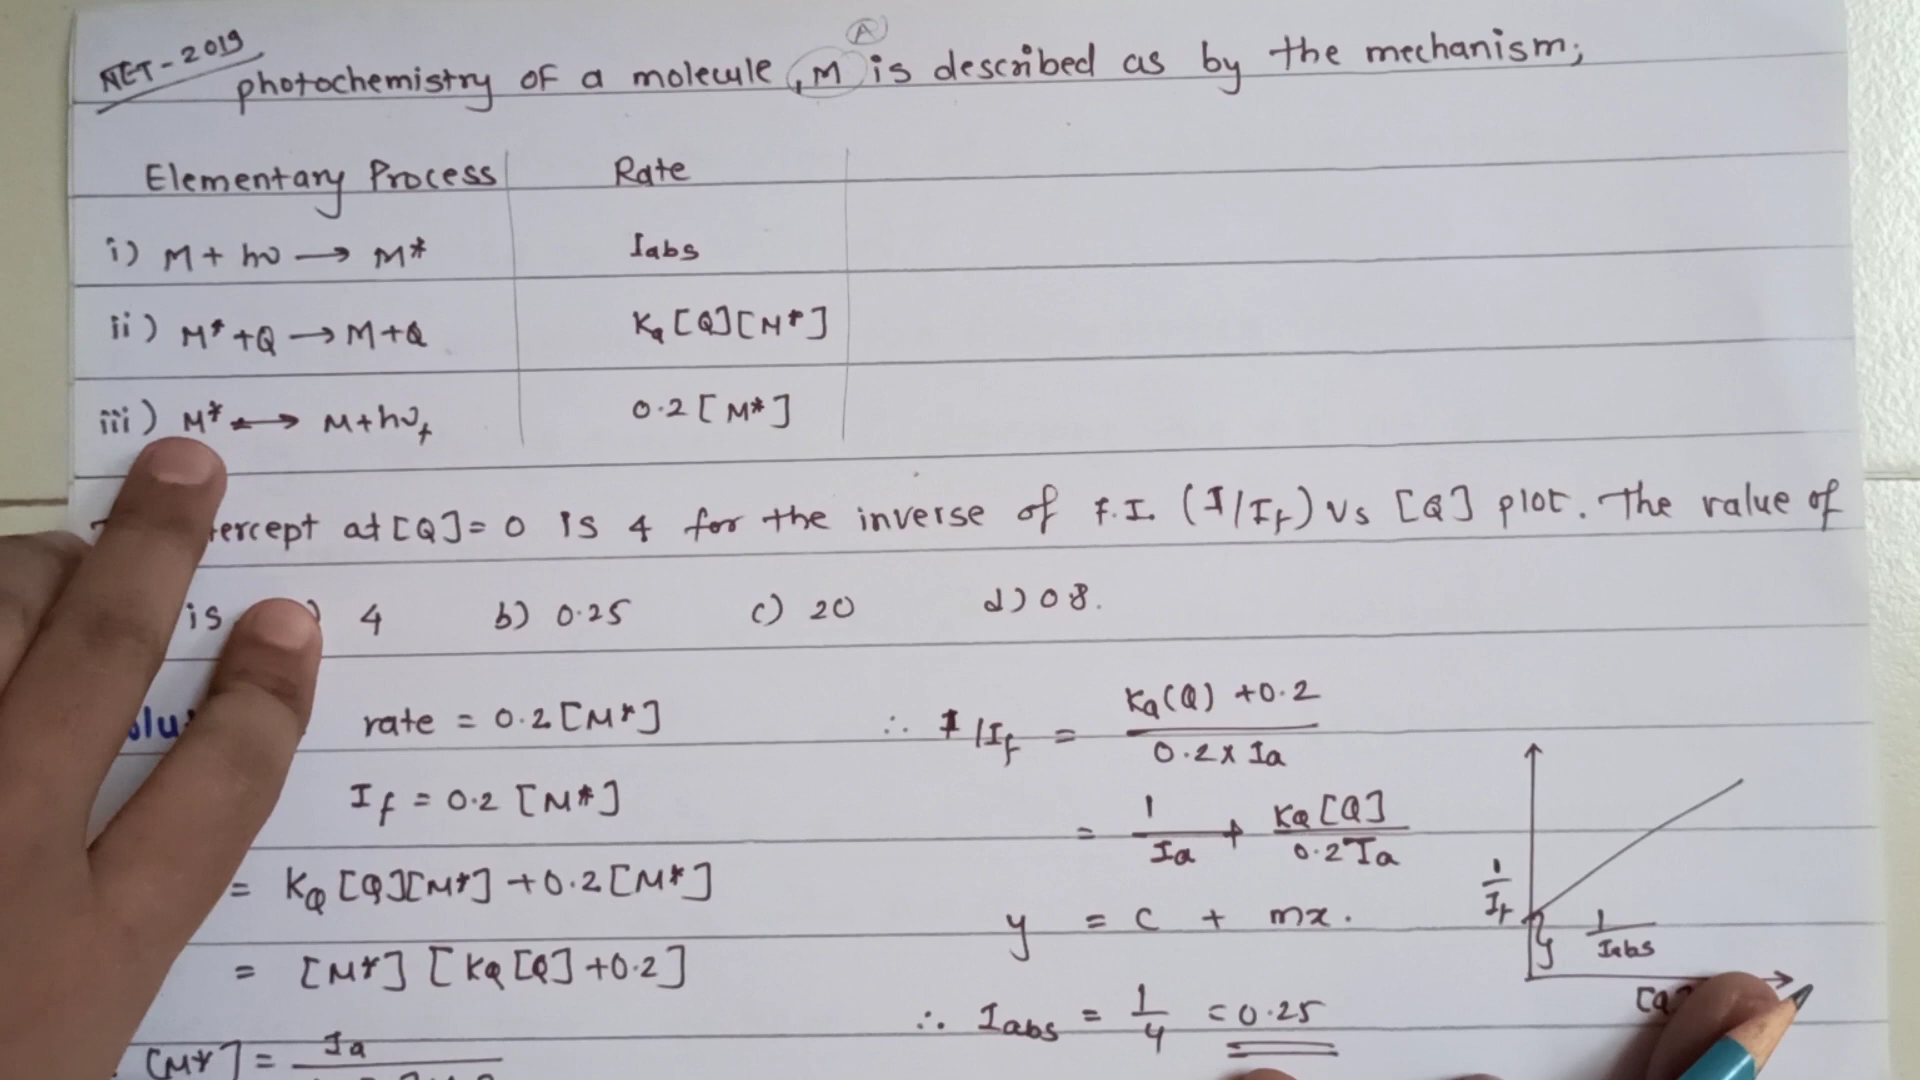 NET-2019
A
photochemistry of a molecule, M is described as by the mechanism;
Elementary Process Rate
i) M + hν ⟶ M* Iabs
ii) M* + Q ⟶ M+Q Kq [Q][M*]
iii) M* ⟷ M+hνf 0.2 [M*]
tercept at [Q]= 0 is 4 for the inverse of f.I. (I/If) Vs [Q] plot. The value of
is ) 4 b) 0.25 c) 20 d) 0.8.
olu
rate = 0.2 [M*]
If = 0.2 [M*]
= KQ [Q][M*] + 0.2 [M*]
= [M*] [KQ [Q] + 0.2]
[M*] = Ia
∴ I/If = Kq(Q) + 0.2 / 0.2 x Ia
= 1/Ia + KQ [Q] / 0.2 Ia
y = c + mx.
∴ Iabs = 1/4 = 0.25
1/If
1/Iabs